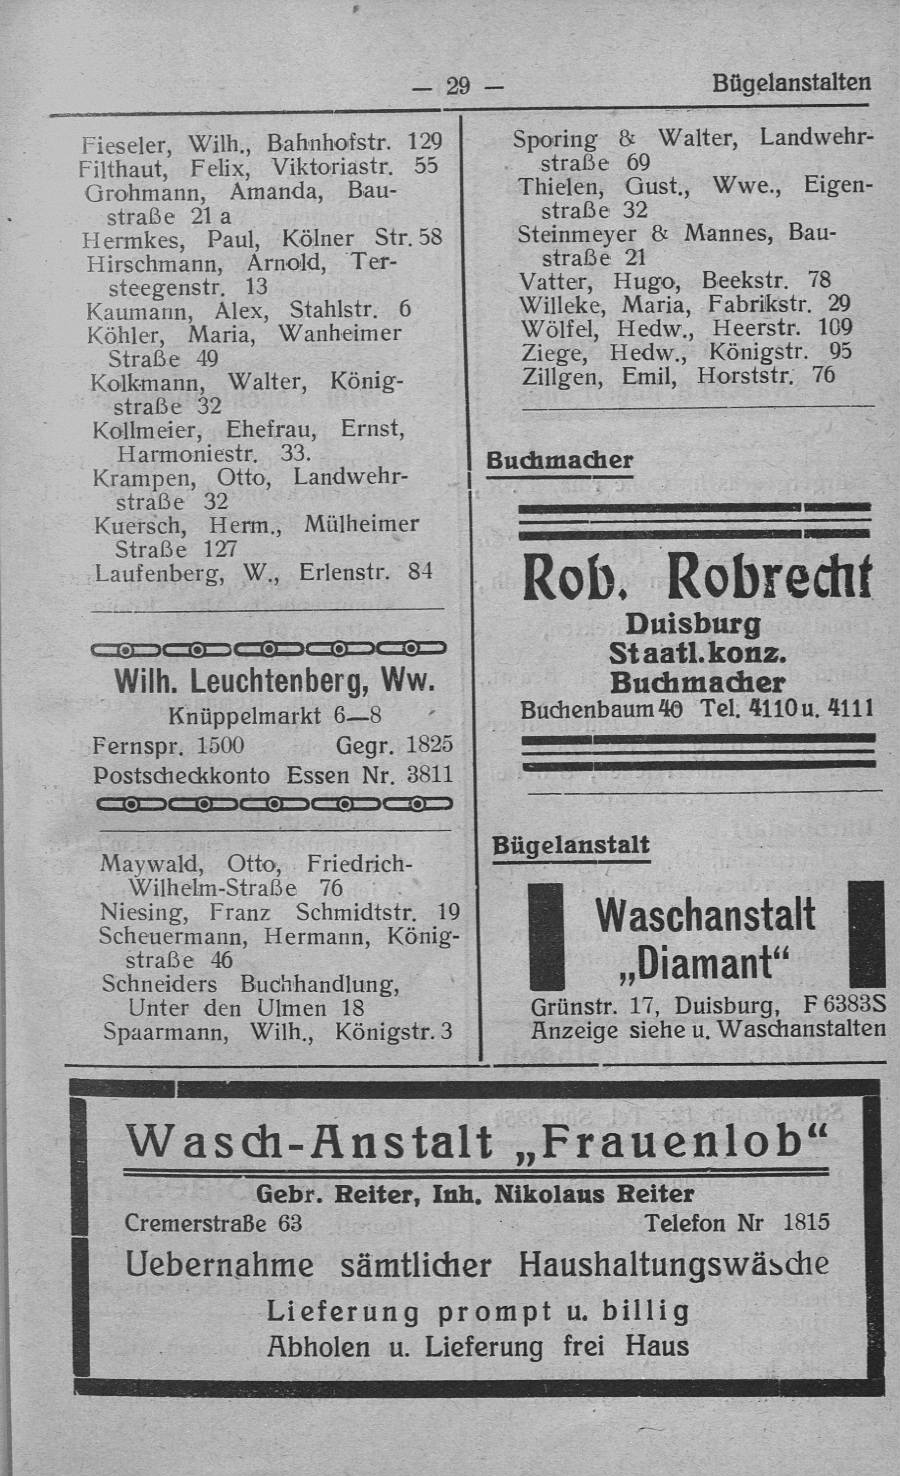 — 29 —
Bügelanstalten
Fieseler, Wilh., Bahnhofstr. 129
Filthaut, Felix, Viktoriastr. 55
Grohmann, Amanda, Bau-
straße 21 a
Hermkes, Paul, Kölner Str. 58
Hirschmann, Arnold, Ter-
steegenstr. 13
Kaumann, Alex, Stahlstr. 6
Köhler, Maria, Wanheimer
Straße 49
Kolkmann, Walter, König-
straße 32
Kollmeier, Ehefrau, Ernst,
Harmoniestr. 33.
Krampen, Otto, Landwehr-
straße 32
Kuersch, Herm., Mülheimer
Straße 127
Laufenberg, W., Erlenstr. 84
Wilh. Leuchtenberg, Ww.
Knüppelmarkt 6—8
Fernspr. 1500 Gegr. 1825
Postscheckkonto Essen Nr. 3811
Maywald, Otto, Friedrich-
Wilhelm-Straße 76
Niesing, Franz Schmidtstr. 19
Scheuermann, Hermann, König-
straße 46
Schneiders Buchhandlung,
Unter den Ulmen 18
Spaarmann, Wilh., Königstr. 3
Sporing & Walter, Landwehr-
straße 69
Thielen, Gust., Wwe., Eigen-
straße 32
Steinmeyer & Mannes, Bau-
straße 21
Vatter, Hugo, Beekstr. 78
Willeke, Maria, Fabrikstr. 29
Wölfel, Hedw., Heerstr. 109
Ziege, Hedw., Königstr. 95
Zillgen, Emil, Horststr. 76
Buchmacher
Rob. Robrecht
Duisburg
Staatl. konz.
Buchmacher
Buchenbaum 40 Tel. 4110 u. 4111
Bügelanstalt
Waschanstalt
„Diamant“
Grünstr. 17, Duisburg, F 6383S
Anzeige siehe u. Waschanstalten
Wasch-Anstalt „Frauenlob“
Gebr. Reiter, Inh. Nikolaus Reiter
Cremerstraße 63 Telefon Nr 1815
Uebernahme sämtlicher Haushaltungswäsche
Lieferung prompt u. billig
Abholen u. Lieferung frei Haus